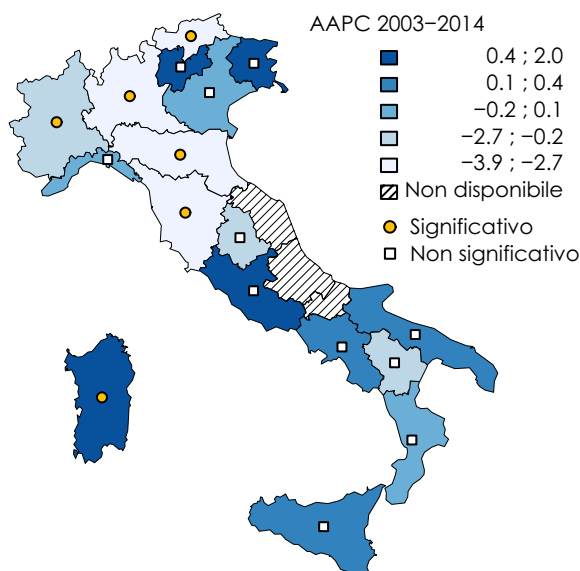 AAPC 2003−2014
0.4 ; 2.0
0.1 ; 0.4
−0.2 ; 0.1
−2.7 ; −0.2
−3.9 ; −2.7
Non disponibile
Significativo
Non significativo